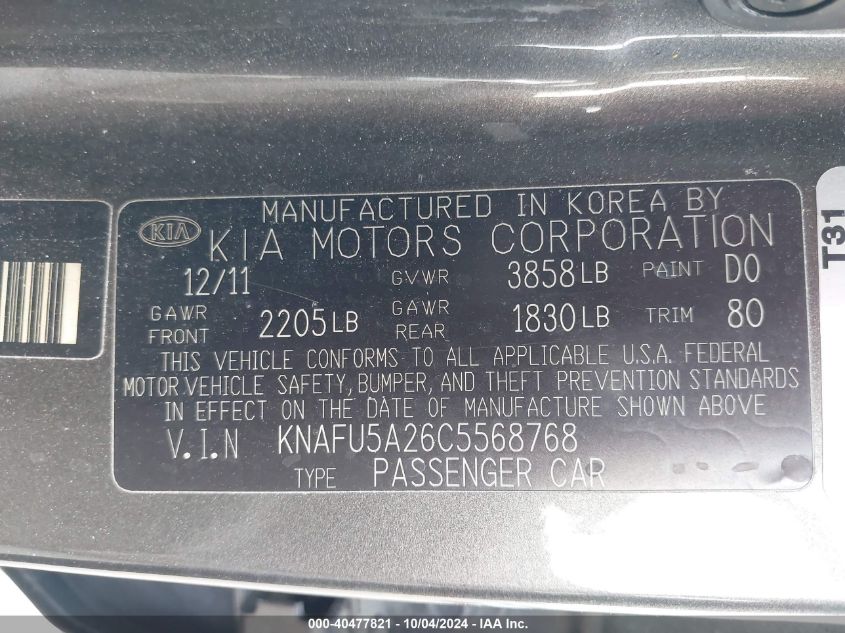 MANUFACTURED IN KOREA BY
KIA
KIA MOTORS CORPORATION
12/11 GVWR 3858LB PAINT D0
GAWR FRONT 2205LB GAWR REAR 1830LB TRIM 80
THIS VEHICLE CONFORMS TO ALL APPLICABLE U.S.A. FEDERAL
MOTOR VEHICLE SAFETY, BUMPER, AND THEFT PREVENTION STANDARDS
IN EFFECT ON THE DATE OF MANUFACTURE SHOWN ABOVE
V.I.N KNAFU5A26C5568768
TYPE PASSENGER CAR
T31
000-40477821 - 10/04/2024 - IAA Inc.